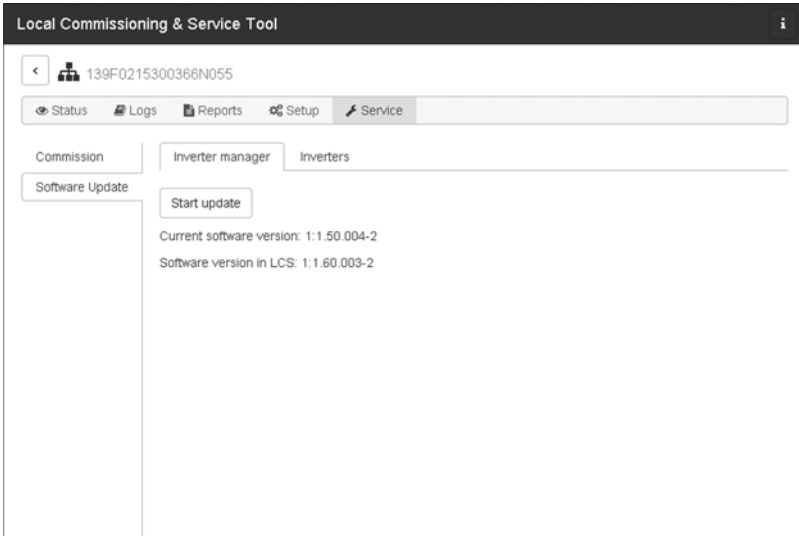 Local Commissioning & Service Tool
139F0215300366N055
Status Logs Reports Setup Service
Commission
Software Update
Inverter manager Inverters
Start update
Current software version: 1:1.50.004-2
Software version in LCS: 1:1.60.003-2